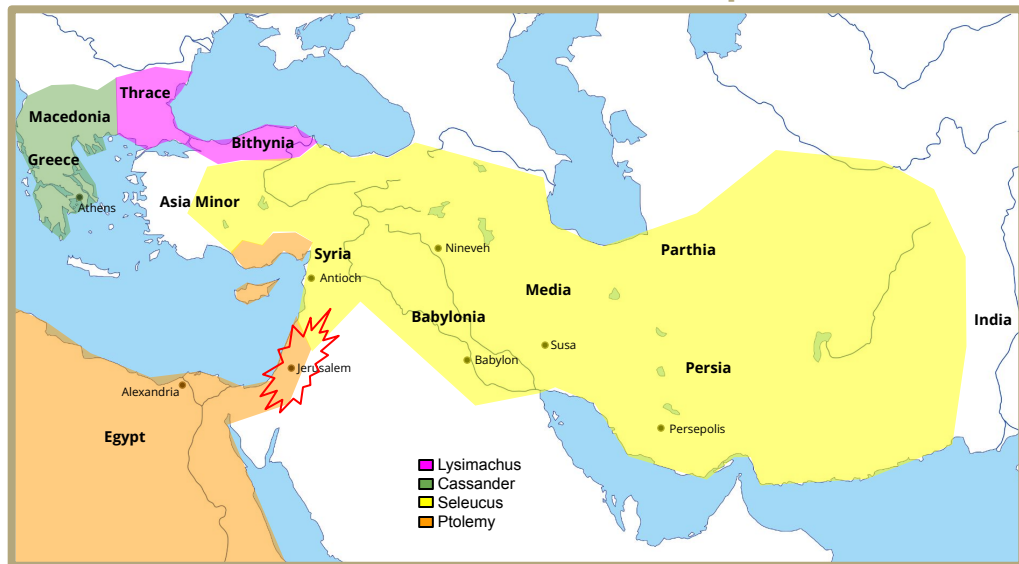 Thrace
Macedonia
Bithynia
Greece
Athens
Asia Minor
Syria
Nineveh
Parthia
Antioch
Media
Babylonia
India
Susa
Babylon
Jerusalem
Persia
Alexandria
Persepolis
Egypt
Lysimachus
Cassander
Seleucus
Ptolemy